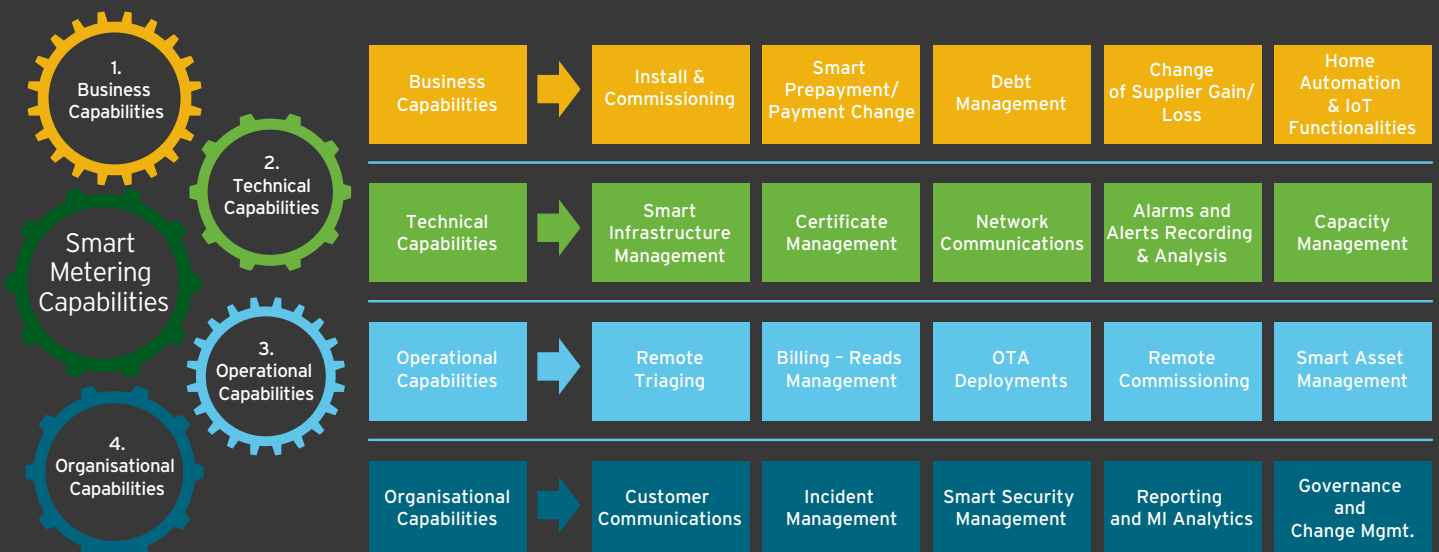 1.
Business
Capabilities
2.
Technical
Capabilities
Smart
Metering
Capabilities
3.
Operational
Capabilities
4.
Organisational
Capabilities
Business
Capabilities
Install &
Commissioning
Smart
Prepayment/
Payment Change
Debt
Management
Change
of Supplier Gain/
Loss
Home
Automation
& IoT
Functionalities
Technical
Capabilities
Smart
Infrastructure
Management
Certificate
Management
Network
Communications
Alarms and
Alerts Recording
& Analysis
Capacity
Management
Operational
Capabilities
Remote
Triaging
Billing – Reads
Management
OTA
Deployments
Remote
Commissioning
Smart Asset
Management
Organisational
Capabilities
Customer
Communications
Incident
Management
Smart Security
Management
Reporting
and MI Analytics
Governance
and
Change Mgmt.